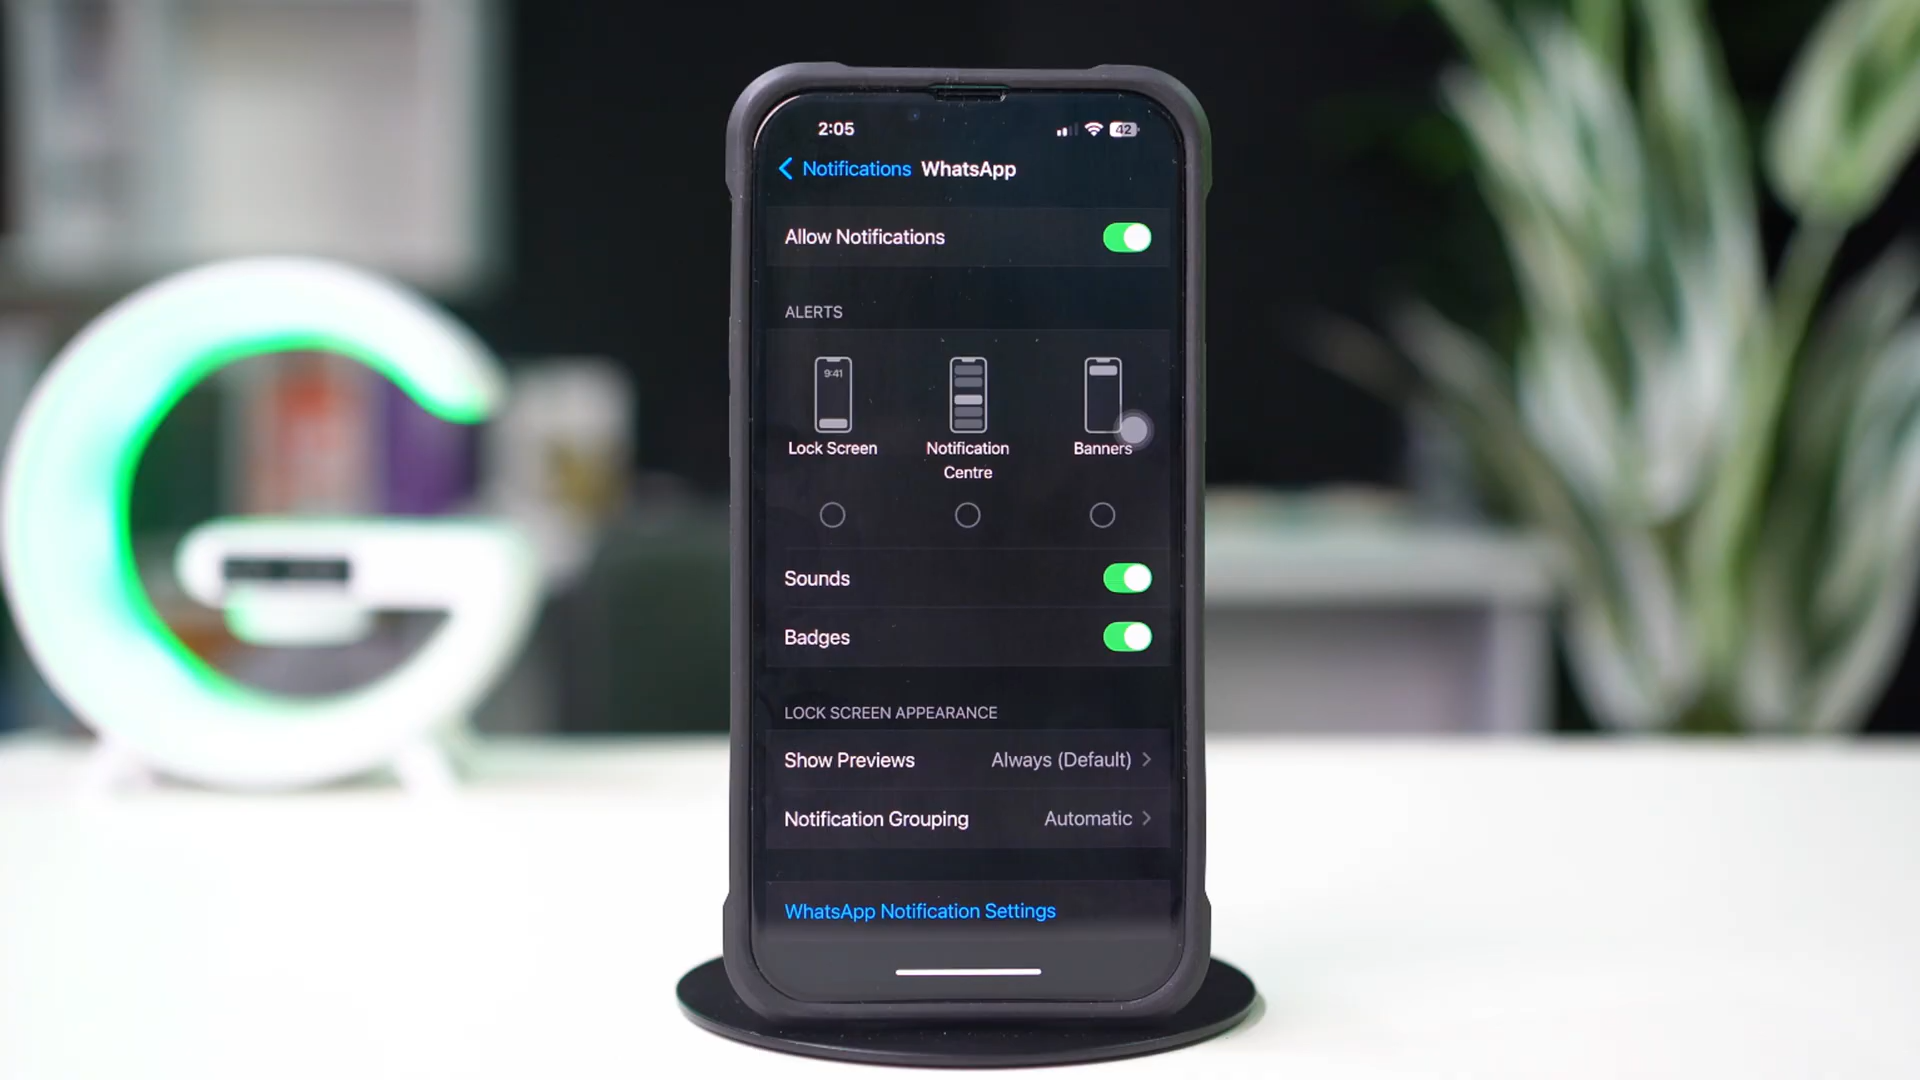 2:05
42
Notifications WhatsApp
Allow Notifications
ALERTS
9:41
Lock Screen
Notification
Centre
Banners
Sounds
Badges
LOCK SCREEN APPEARANCE
Show Previews Always (Default)
Notification Grouping Automatic
WhatsApp Notification Settings